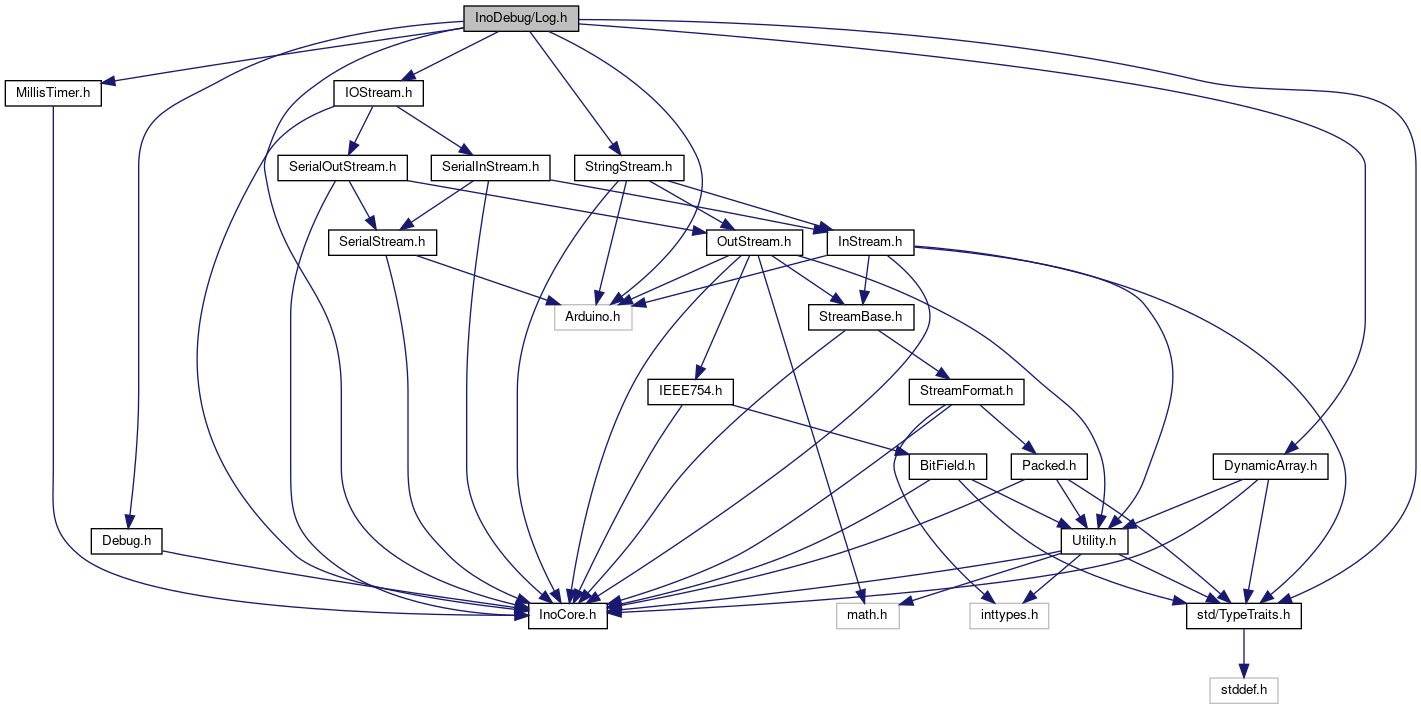 InoDebug/Log.h
MillisTimer.h
IOStream.h
SerialOutStream.h
SerialInStream.h
StringStream.h
SerialStream.h
OutStream.h
InStream.h
Arduino.h
StreamBase.h
IEEE754.h
StreamFormat.h
BitField.h
Packed.h
DynamicArray.h
Debug.h
Utility.h
InoCore.h
math.h
inttypes.h
std/TypeTraits.h
stddef.h